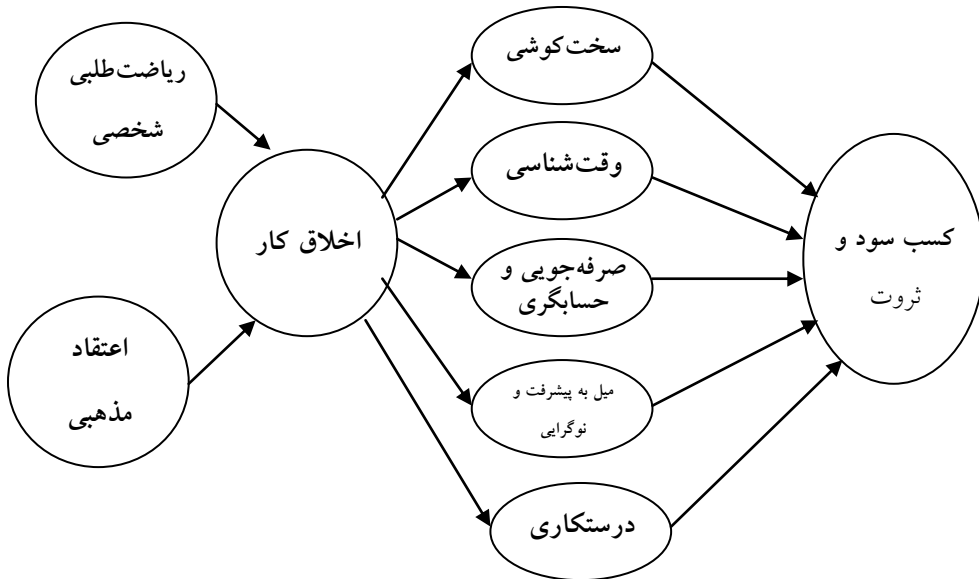 ریاضت‌طلبی
شخصی
اعتقاد
مذهبی
اخلاق کار
سخت‌کوشی
وقت‌شناسی
صرفه‌جویی و
حسابگری
میل به پیشرفت و
نوگرایی
درستکاری
کسب سود و
ثروت